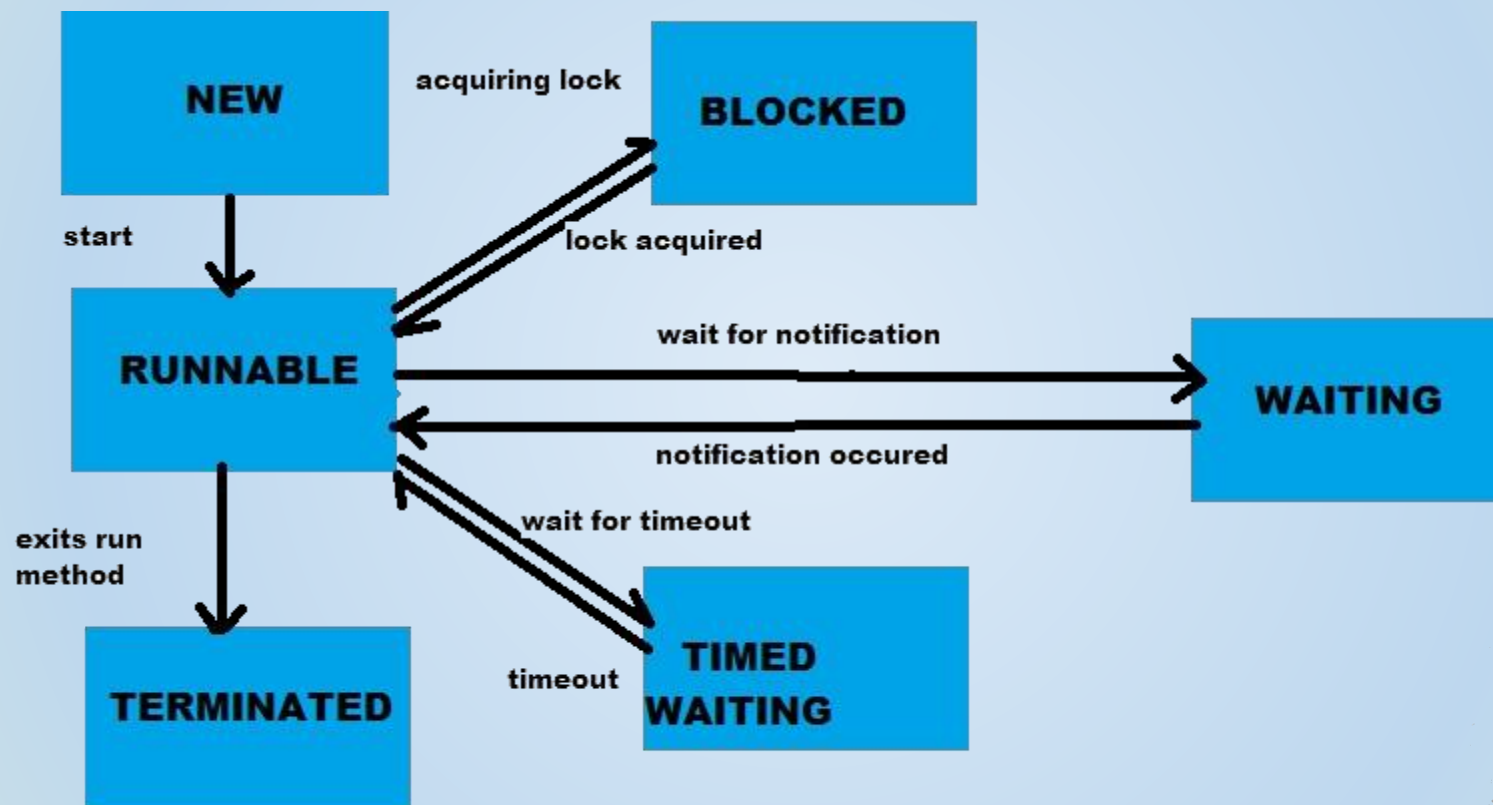 NEW
acquiring lock
BLOCKED
start
lock acquired
wait for notification
RUNNABLE
WAITING
notification occured
wait for timeout
exits run
method
TIMED
WAITING
timeout
TERMINATED